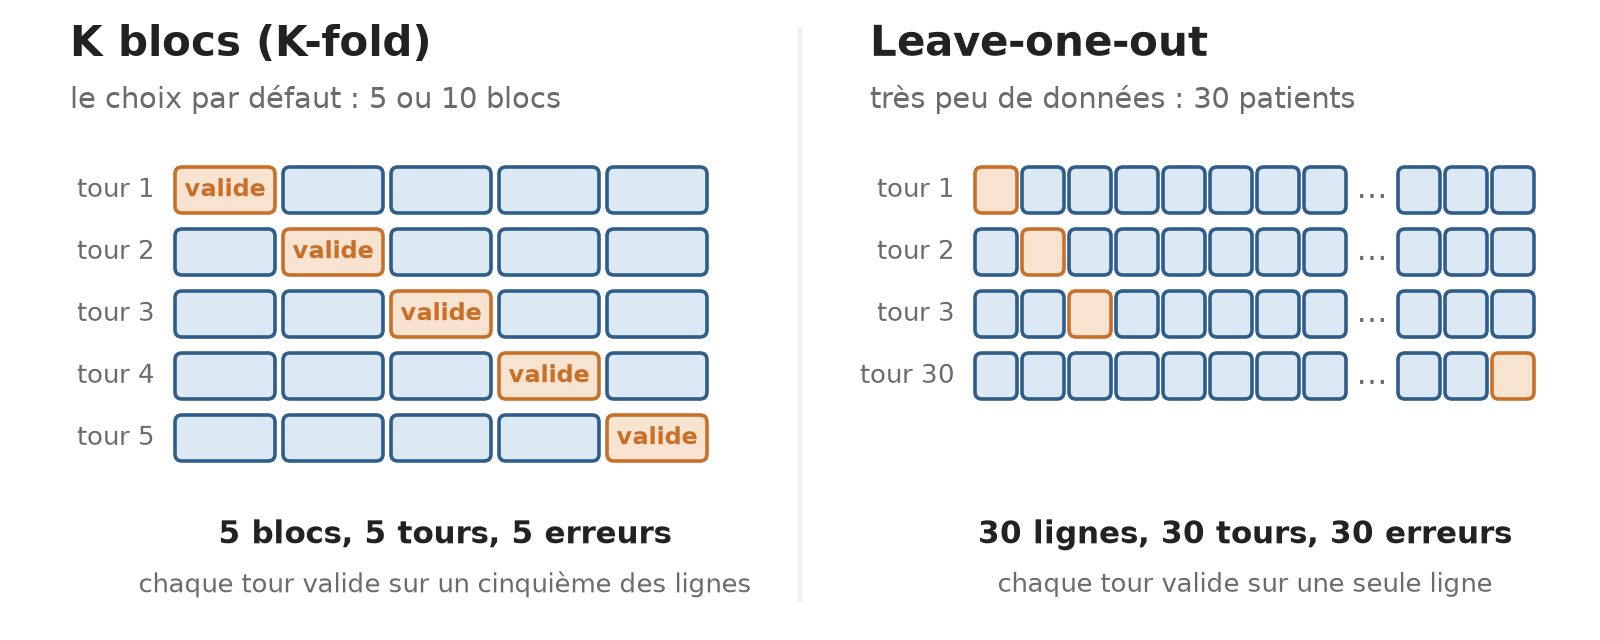 K blocs (K-fold)
le choix par défaut : 5 ou 10 blocs
tour 1 valide
tour 2 valide
tour 3 valide
tour 4 valide
tour 5 valide
5 blocs, 5 tours, 5 erreurs
chaque tour valide sur un cinquième des lignes
Leave-one-out
très peu de données : 30 patients
tour 1 ...
tour 2 ...
tour 3 ...
tour 30 ...
30 lignes, 30 tours, 30 erreurs
chaque tour valide sur une seule ligne